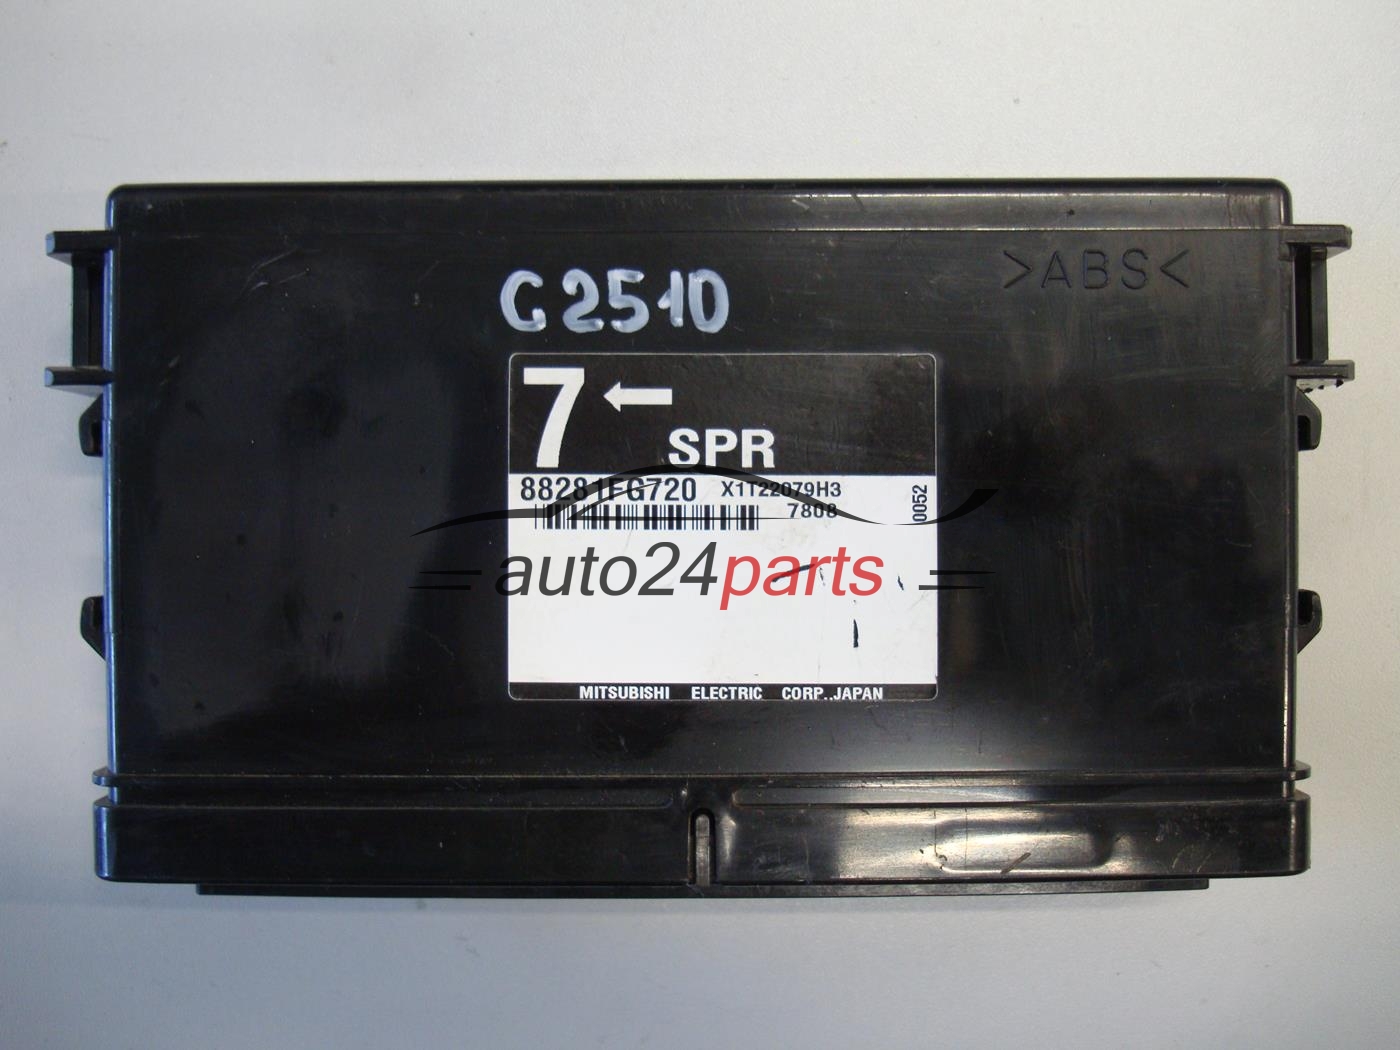 >ABS<
G2510
7
SPR
88281FG720 X1T22079H3
7808
0052
auto24parts
MITSUBISHI ELECTRIC CORP., JAPAN